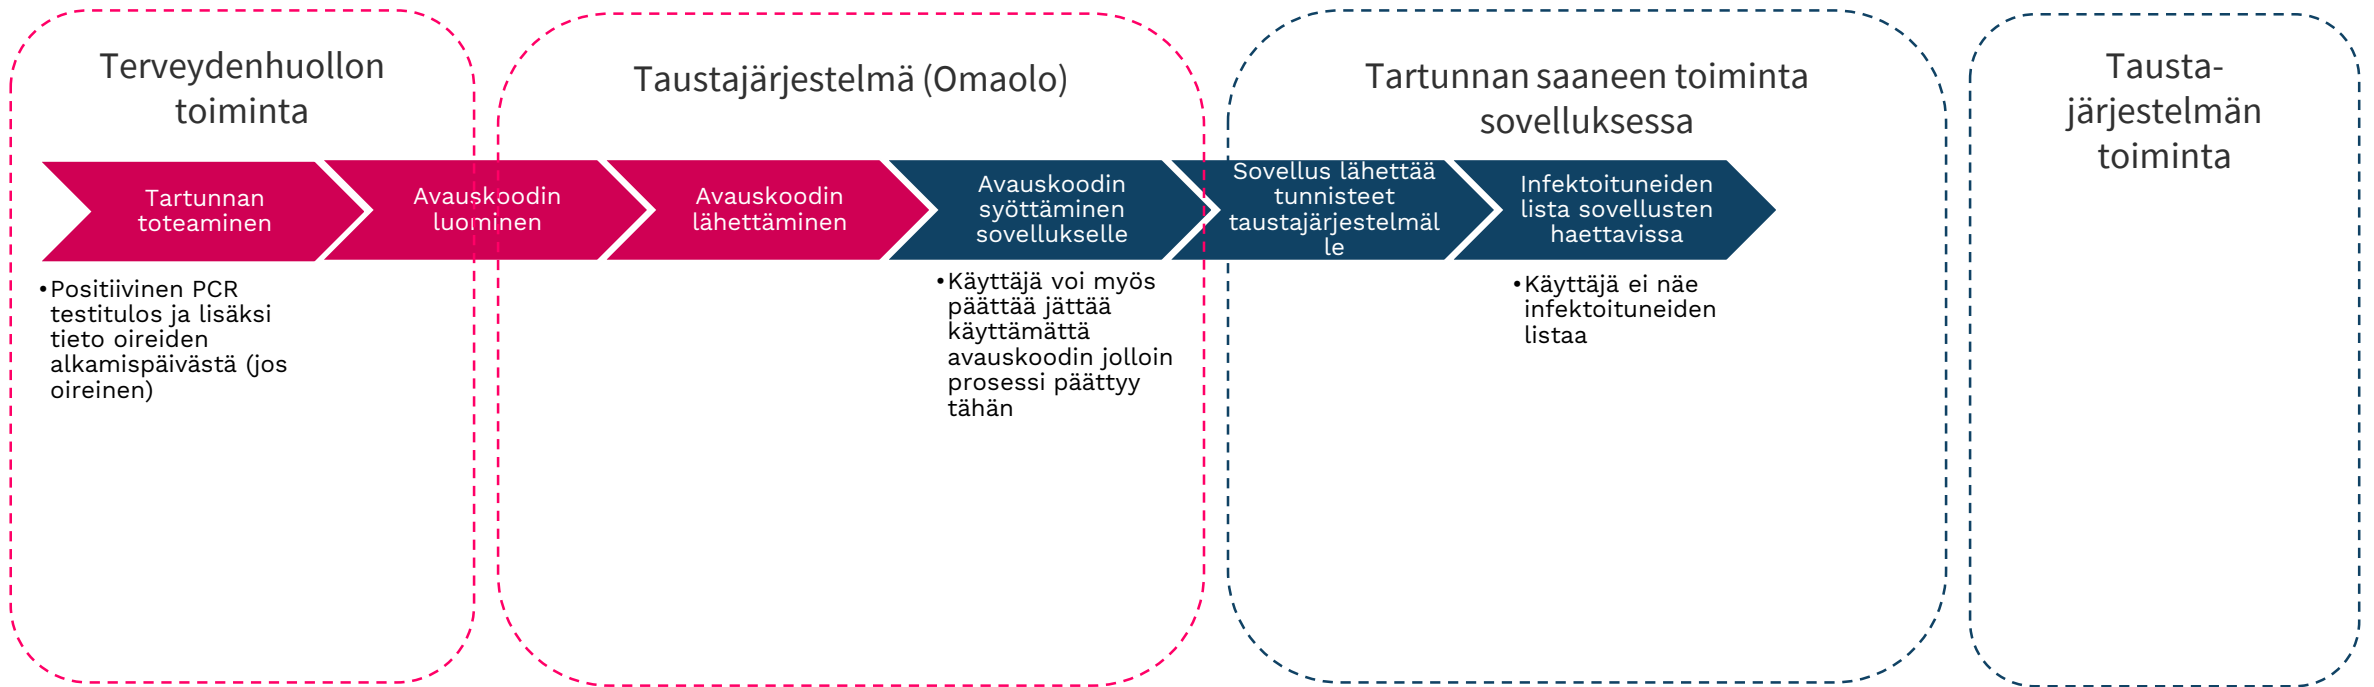 Terveydenhuollon
toiminta
Taustajärjestelmä (Omaolo)
Tartunnan saaneen toiminta
sovelluksessa
Tausta-
järjestelmän
toiminta
Tartunnan
toteaminen
Avauskoodin
luominen
Avauskoodin
lähettäminen
Avauskoodin
syöttäminen
sovellukselle
Sovellus lähettää
tunnisteet
taustajärjestelmäl
le
Infektoituneiden
lista sovellusten
haettavissa
•Positiivinen PCR
testitulos ja lisäksi
tieto oireiden
alkamispäivästä (jos
oireinen)
•Käyttäjä voi myös
päättää jättää
käyttämättä
avauskoodin jolloin
prosessi päättyy
tähän
•Käyttäjä ei näe
infektoituneiden
listaa